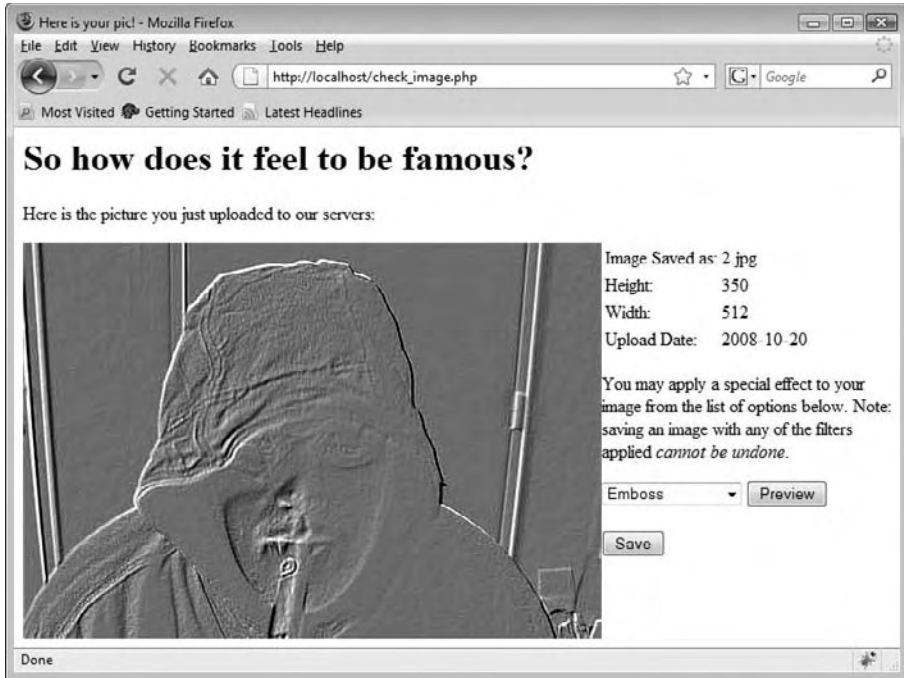 Here is your pic! - Mozilla Firefox
File Edit View History Bookmarks Tools Help
http://localhost/check_image.php
G Google
Most Visited Getting Started Latest Headlines
So how does it feel to be famous?
Here is the picture you just uploaded to our servers:
Image Saved as: 2.jpg
Height: 350
Width: 512
Upload Date: 2008-10-20
You may apply a special effect to your
image from the list of options below. Note:
saving an image with any of the filters
applied cannot be undone.
Emboss Preview
Save
Done